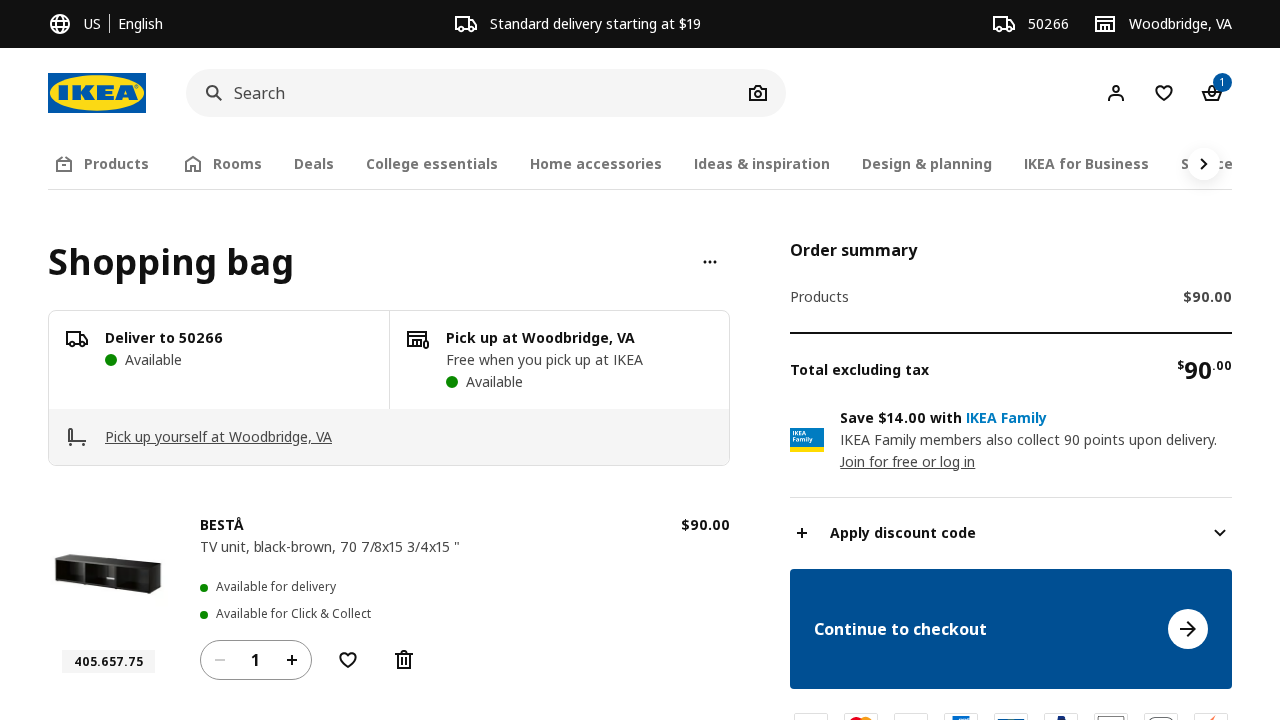 US English
Standard delivery starting at $19
50266
Woodbridge, VA
IKEA
Search
1
Products
Rooms
Deals
College essentials
Home accessories
Ideas & inspiration
Design & planning
IKEA for Business
Shopping bag
Deliver to 50266
Available
Pick up at Woodbridge, VA
Free when you pick up at IKEA
Available
Pick up yourself at Woodbridge, VA
BESTÅ
$90.00
TV unit, black-brown, 70 7/8x15 3/4x15 "
Available for delivery
Available for Click & Collect
1
405.657.75
Order summary
Products $90.00
Total excluding tax $90.00
IKEA
Family
Save $14.00 with IKEA Family
IKEA Family members also collect 90 points upon delivery.
Join for free or log in
Apply discount code
Continue to checkout